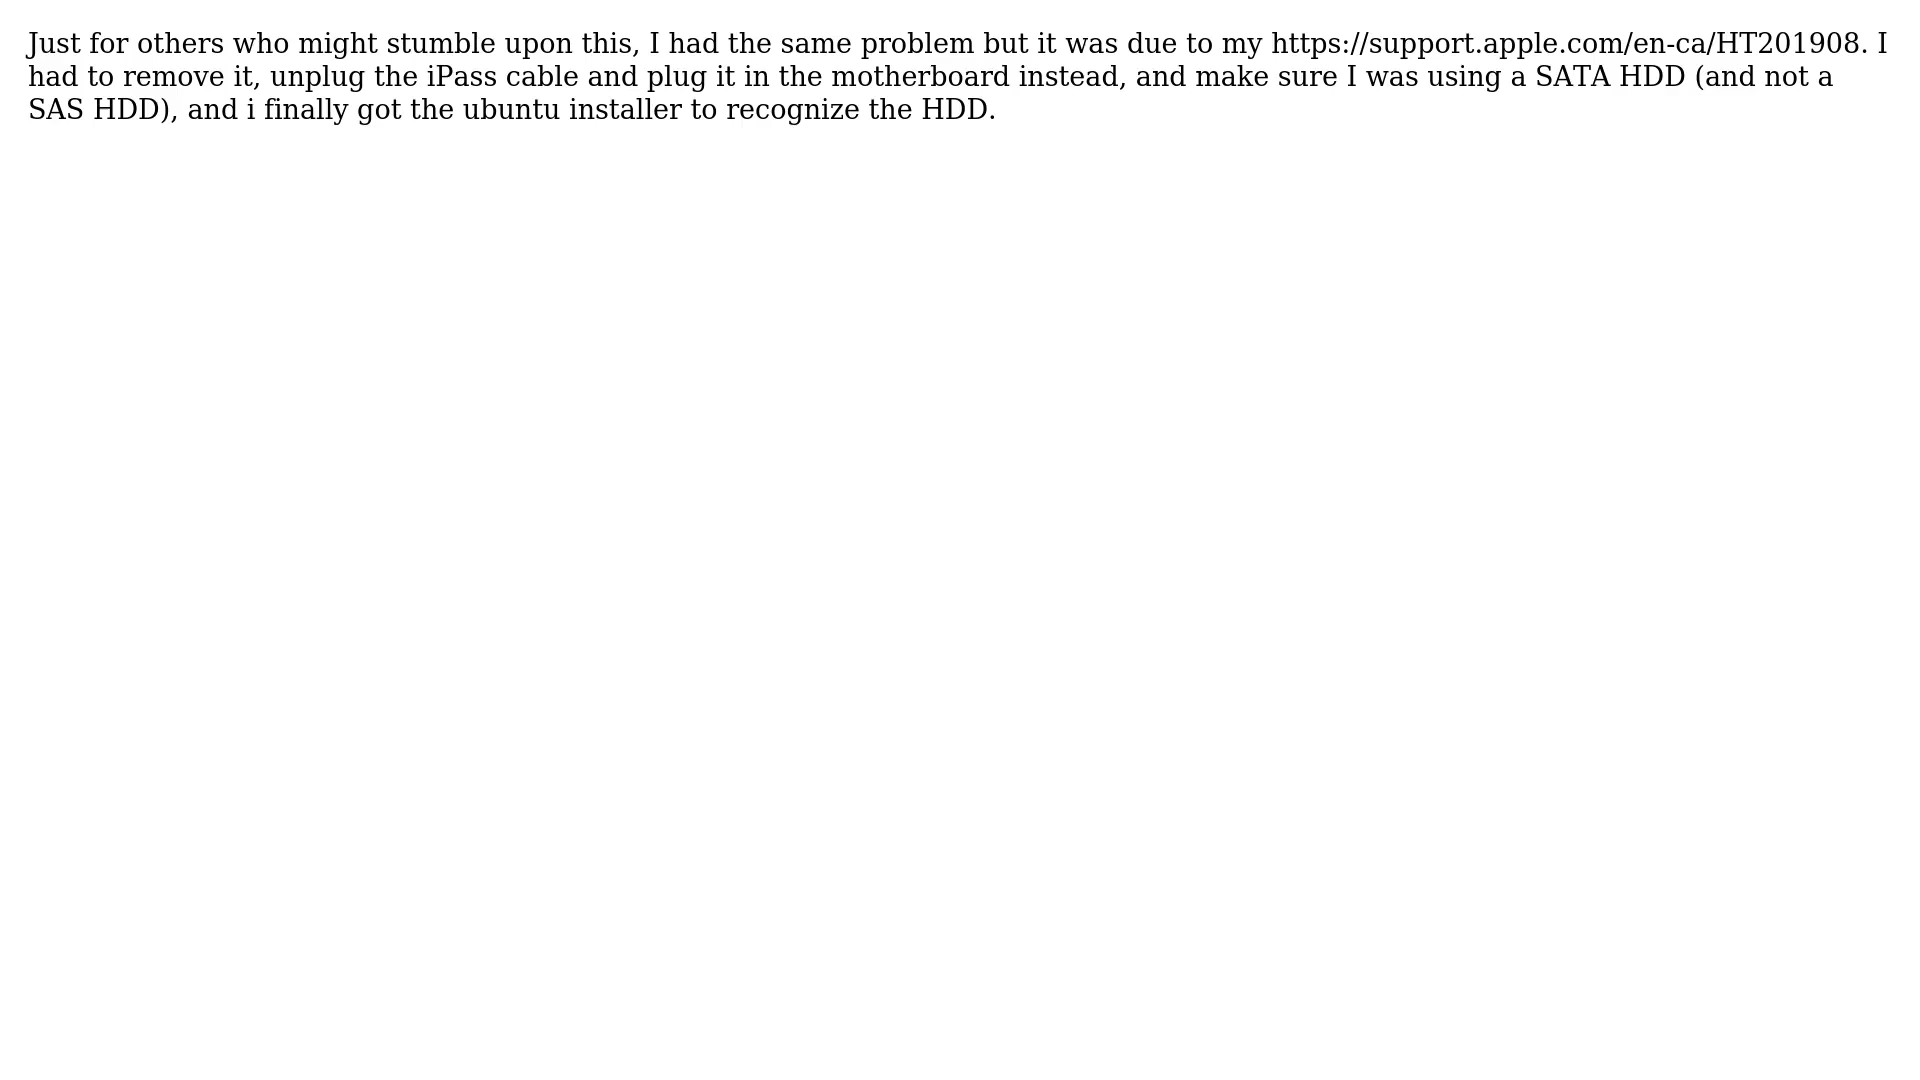 Just for others who might stumble upon this, I had the same problem but it was due to my https://support.apple.com/en-ca/HT201908. I
had to remove it, unplug the iPass cable and plug it in the motherboard instead, and make sure I was using a SATA HDD (and not a
SAS HDD), and i finally got the ubuntu installer to recognize the HDD.